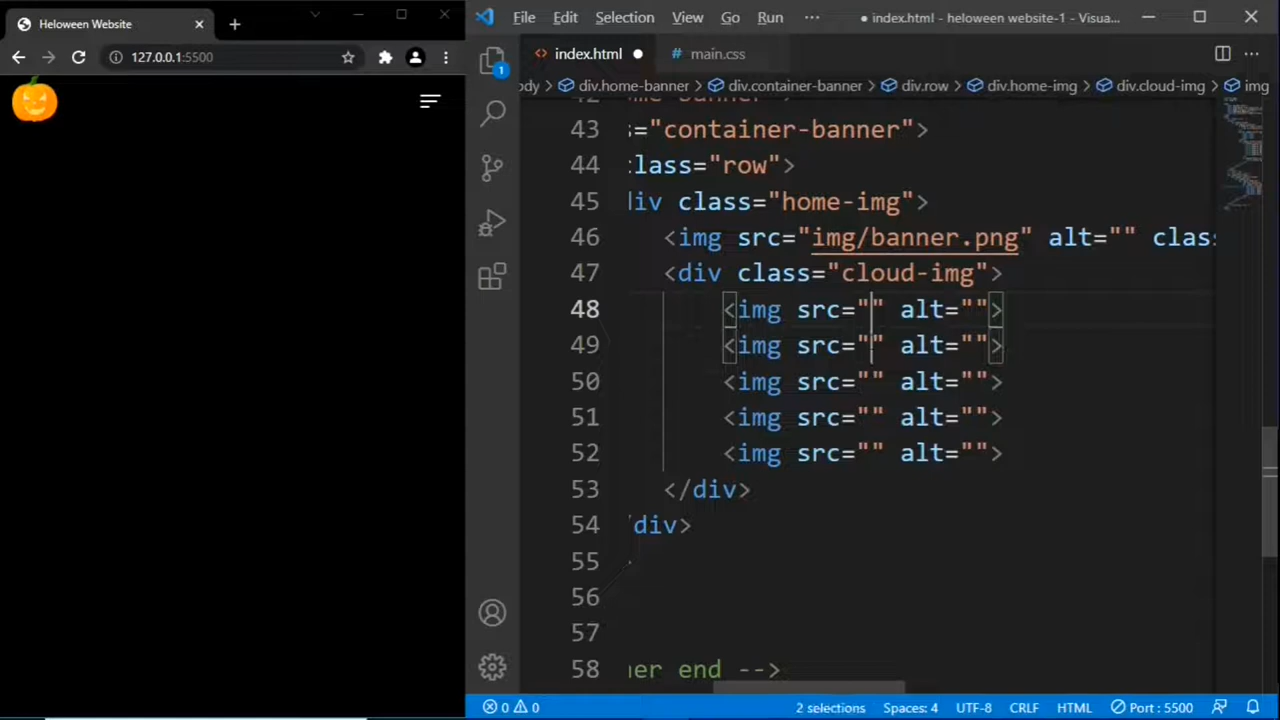 Heloween Website
127.0.0.1:5500
File Edit Selection View Go Run ··· ● index.html - heloween website-1 - Visua...
index.html ● # main.css
dy > div.home-banner > div.container-banner > div.row > div.home-img > div.cloud-img > img
1
43 s="container-banner">
44 class="row">
45 div class="home-img">
46 <img src="img/banner.png" alt="" clas
47 <div class="cloud-img">
48 <img src="" alt="">
49 <img src="" alt="">
50 <img src="" alt="">
51 <img src="" alt="">
52 <img src="" alt="">
53 </div>
54 /div>
55
56
57
58 ner end -->
0 0 2 selections Spaces: 4 UTF-8 CRLF HTML Port : 5500